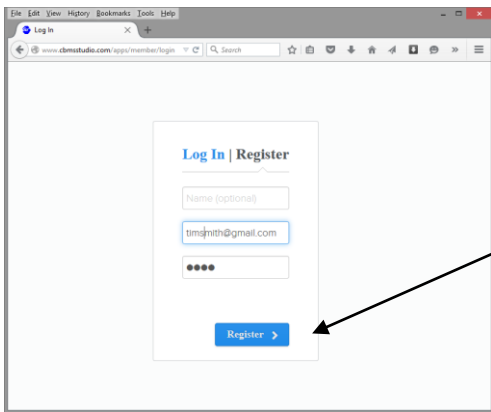 File Edit View History Bookmarks Tools Help
Log In
www.cbmsstudio.com/apps/member/login Search
Log In | Register
Name (optional)
timsmith@gmail.com
Register